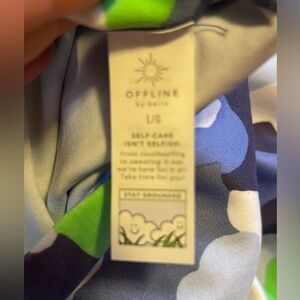 OFFLINE
by Aerie
L/G
SELF-CARE
ISN'T SELFISH.
From couchsurfing
to sweating it out,
we're here for it all.
Take time for you!
STAY GROUNDED